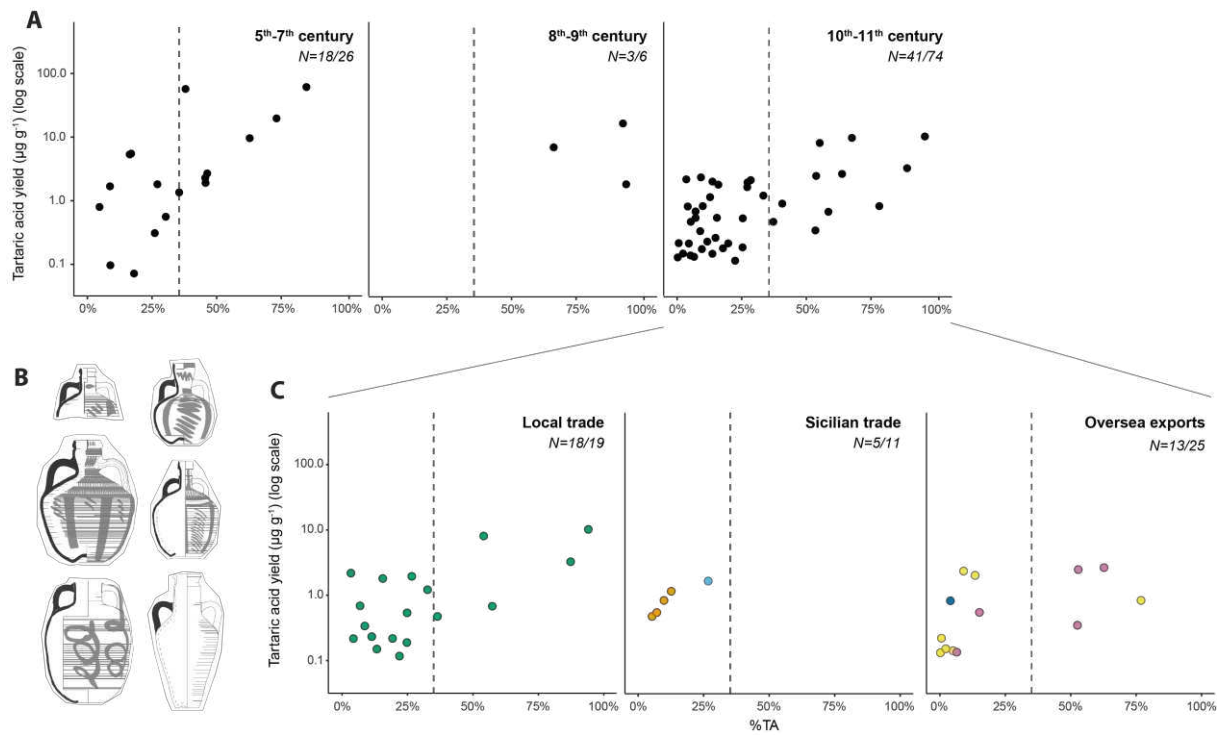 A
5th-7th century
N=18/26
8th-9th century
N=3/6
10th-11th century
N=41/74
Tartaric acid yield (µg g-1) (log scale)
100.0
10.0
1.0
0.1
0% 25% 50% 75% 100%
0% 25% 50% 75% 100%
0% 25% 50% 75% 100%
B
C
Local trade
N=18/19
Sicilian trade
N=5/11
Oversea exports
N=13/25
Tartaric acid yield (µg g-1) (log scale)
100.0
10.0
1.0
0.1
0% 25% 50% 75% 100%
0% 25% 50% 75% 100%
0% 25% 50% 75% 100%
%TA